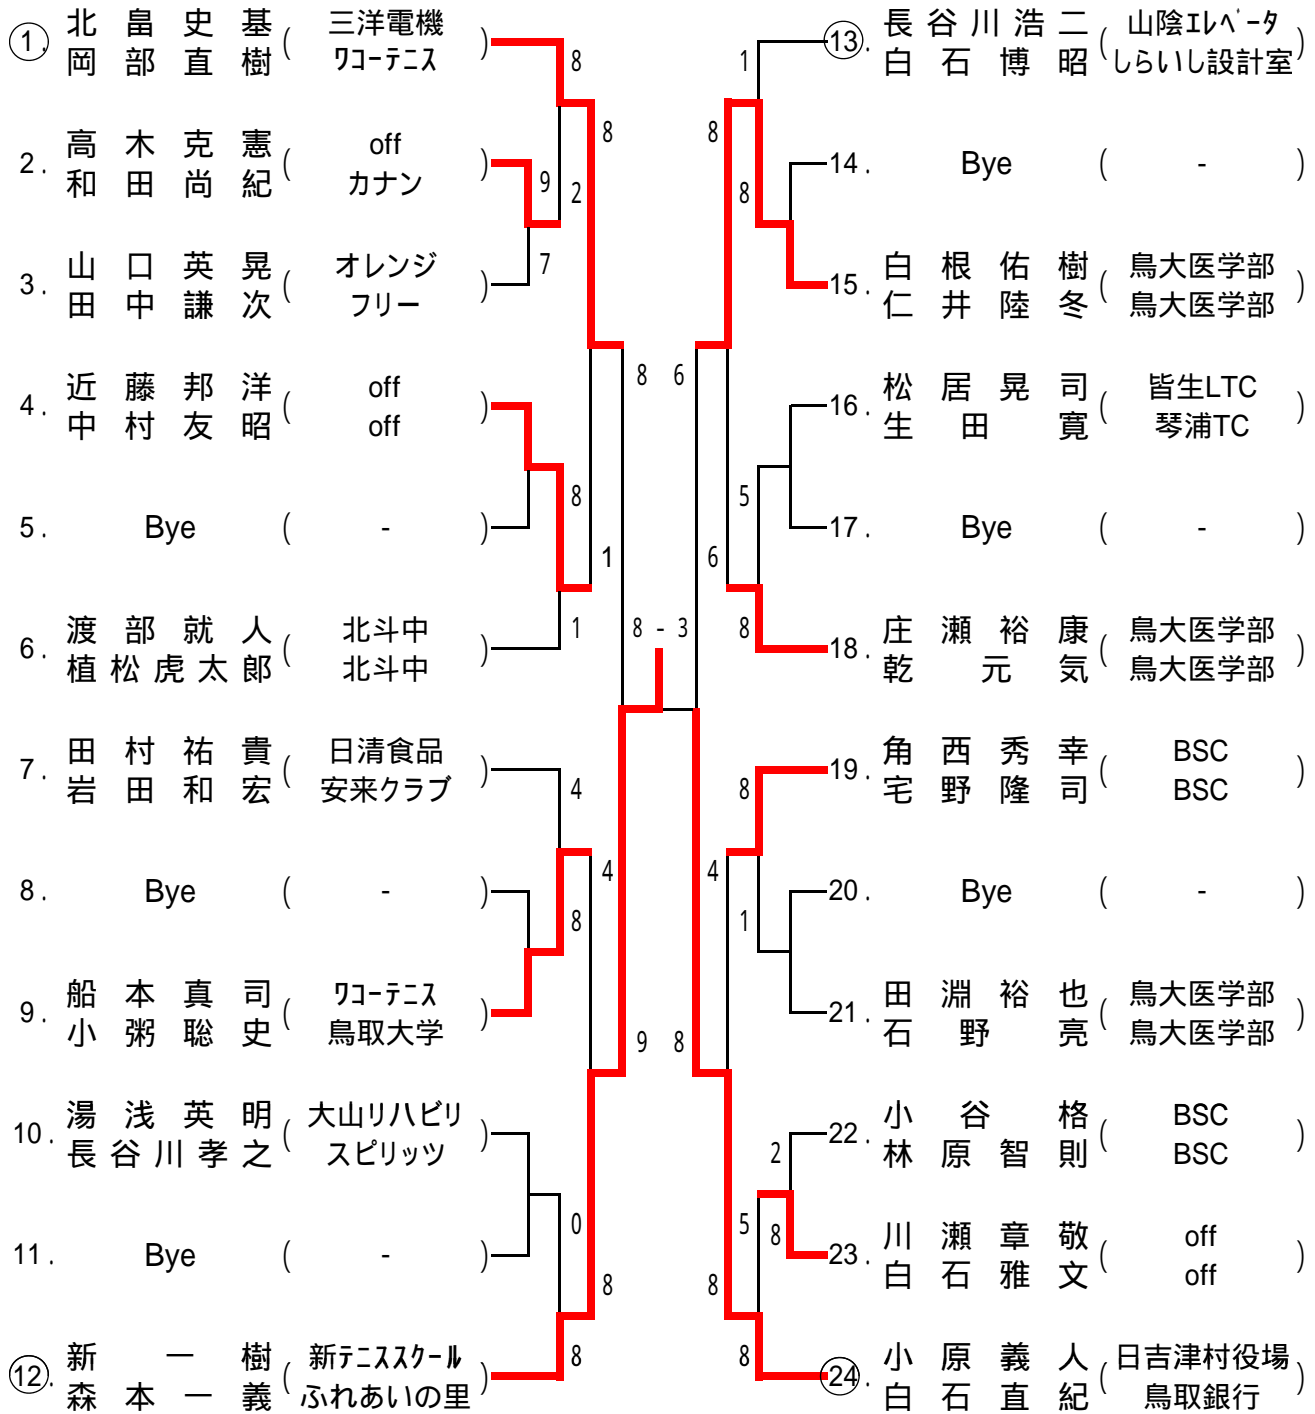 ① . 北畠史基 ( 三洋電機 )
岡部直樹 ワコーテニス
2 . 高木克憲 ( off )
和田尚紀 カナン
3 . 山口英晃 ( オレンジ )
田中謙次 フリー
4 . 近藤邦洋 ( off )
中村友昭 off
5 . Bye ( - )
6 . 渡部就人 ( 北斗中 )
植松虎太郎 北斗中
7 . 田村祐貴 ( 日清食品 )
岩田和宏 安来クラブ
8 . Bye ( - )
9 . 船本真司 ( ワコーテニス )
小粥聡史 鳥取大学
10 . 湯浅英明 ( 大山リハビリ )
長谷川孝之 スピリッツ
11 . Bye ( - )
⑫ . 新一樹 ( 新テニススクール )
森本一義 ふれあいの里
8
8
9
2
7
8
1
1
4
4
8
0
8
8
8 6
8 - 3
9 8
1
8
8
5
6
8
8
4
1
2
5
8
8
8
⑬ . 長谷川浩二 ( 山陰エレベータ )
白石博昭 しらいし設計室
14 . Bye ( - )
15 . 白根佑樹 ( 鳥大医学部 )
仁井陸冬 鳥大医学部
16 . 松居晃司 ( 皆生LTC )
生田寛 琴浦TC
17 . Bye ( - )
18 . 庄瀬裕康 ( 鳥大医学部 )
乾元気 鳥大医学部
19 . 角西秀幸 ( BSC )
宅野隆司 BSC
20 . Bye ( - )
21 . 田淵裕也 ( 鳥大医学部 )
石野亮 鳥大医学部
22 . 小谷格 ( BSC )
林原智則 BSC
23 . 川瀬章敬 ( off )
白石雅文 off
㉔ . 小原義人 ( 日吉津村役場 )
白石直紀 鳥取銀行